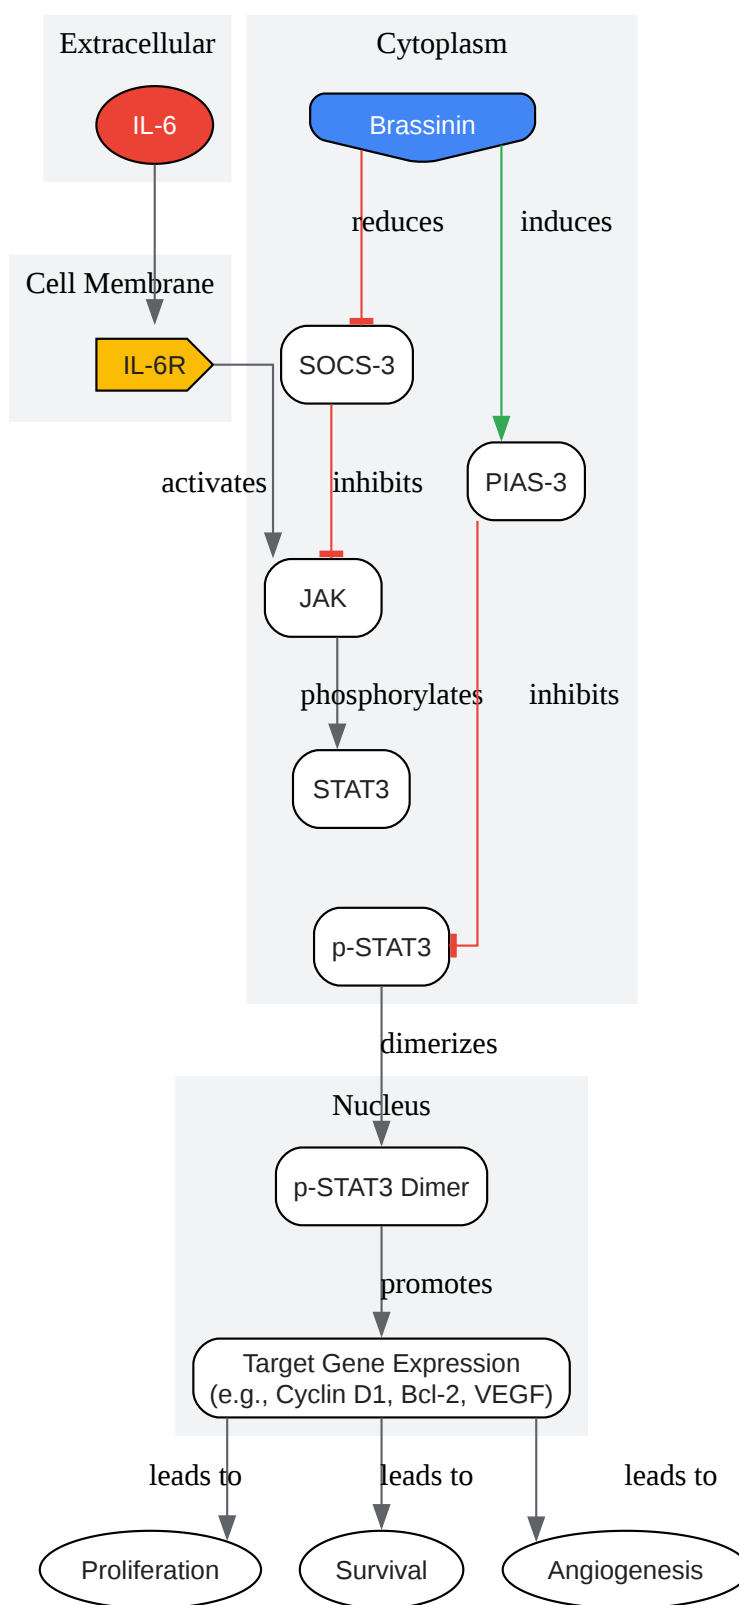 Extracellular
Cytoplasm
IL-6
Brassinin
reduces
induces
Cell Membrane
IL-6R
SOCS-3
activates
inhibits
PIAS-3
JAK
phosphorylates
inhibits
STAT3
p-STAT3
dimerizes
Nucleus
p-STAT3 Dimer
promotes
Target Gene Expression
(e.g., Cyclin D1, Bcl-2, VEGF)
leads to
leads to
leads to
Proliferation
Survival
Angiogenesis